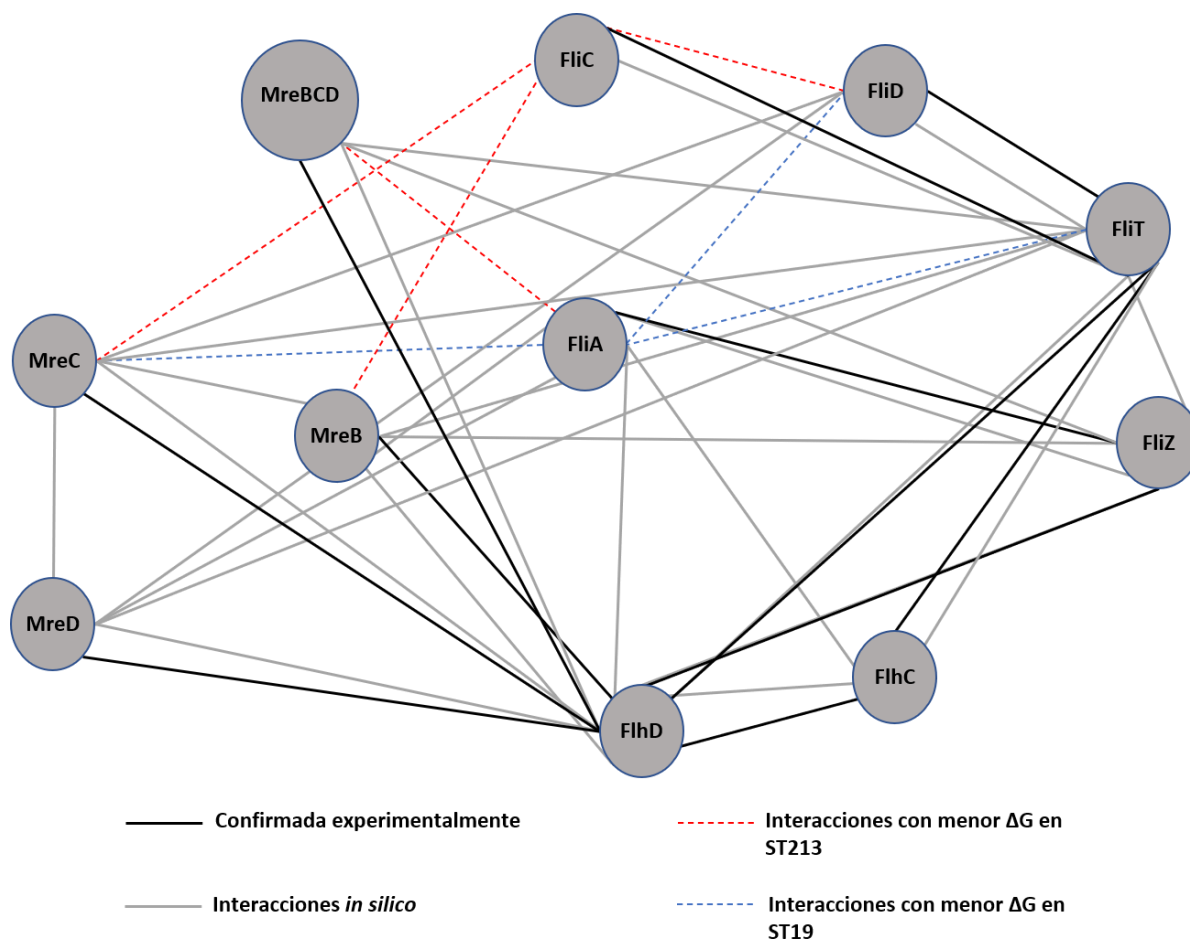 FliC
FliD
MreBCD
FliT
FliA
MreC
MreB
FliZ
MreD
FlhC
FlhD
Confirmada experimentalmente
Interacciones con menor ΔG en
ST213
Interacciones in silico
Interacciones con menor ΔG en
ST19